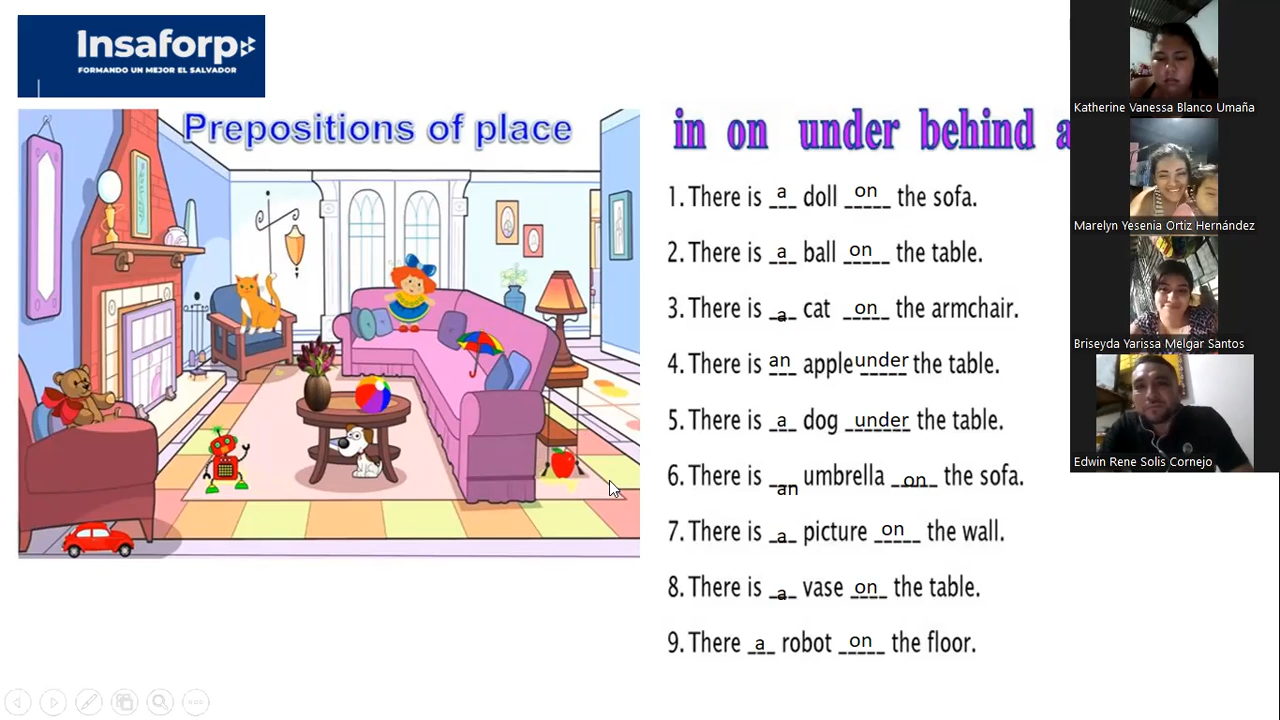 Insaforp
FORMANDO UN MEJOR EL SALVADOR
Prepositions of place
in on under behind a
1. There is a doll on the sofa.
2. There is a ball on the table.
3. There is a cat on the armchair.
4. There is an apple under the table.
5. There is a dog under the table.
6. There is an umbrella on the sofa.
7. There is a picture on the wall.
8. There is a vase on the table.
9. There a robot on the floor.
Katherine Vanessa Blanco Umaña
Marelyn Yesenia Ortiz Hernández
Briseyda Yarissa Melgar Santos
Edwin Rene Solis Cornejo